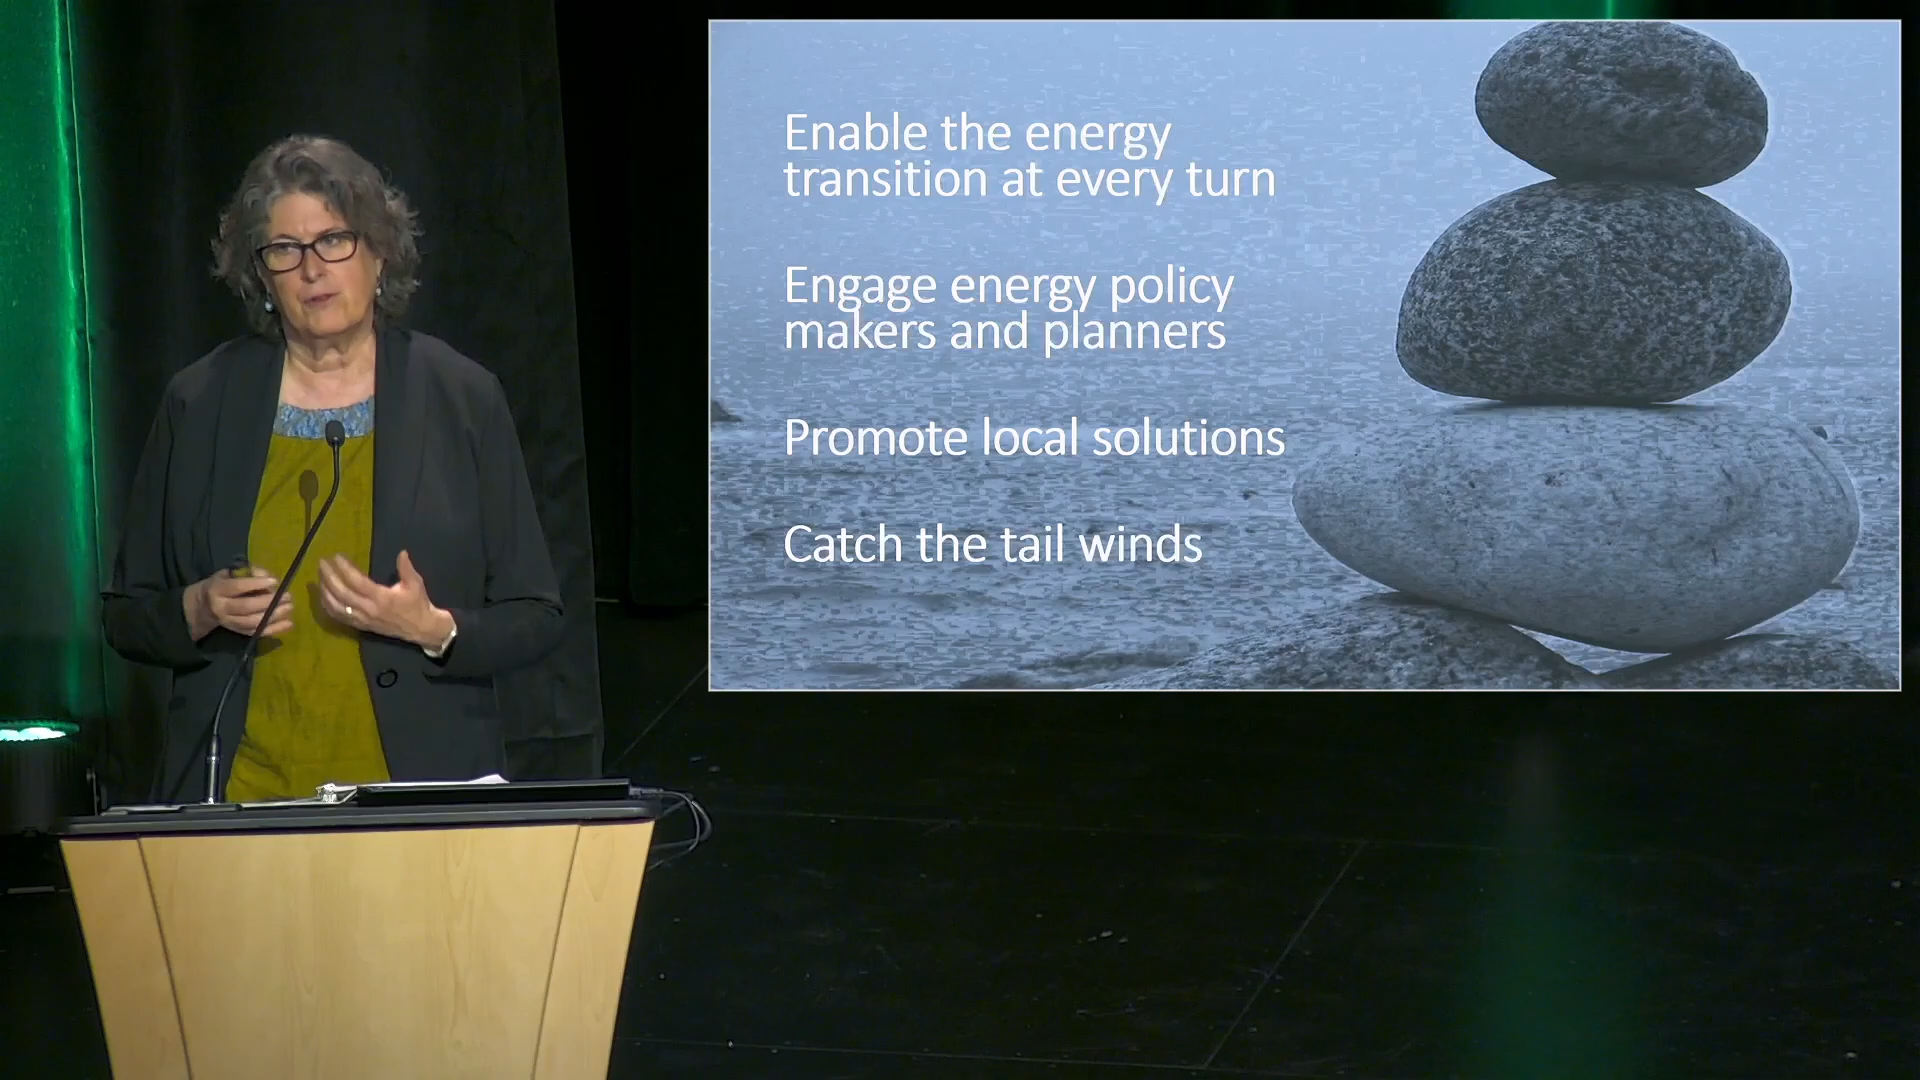 Enable the energy
transition at every turn
Engage energy policy
makers and planners
Promote local solutions
Catch the tail winds